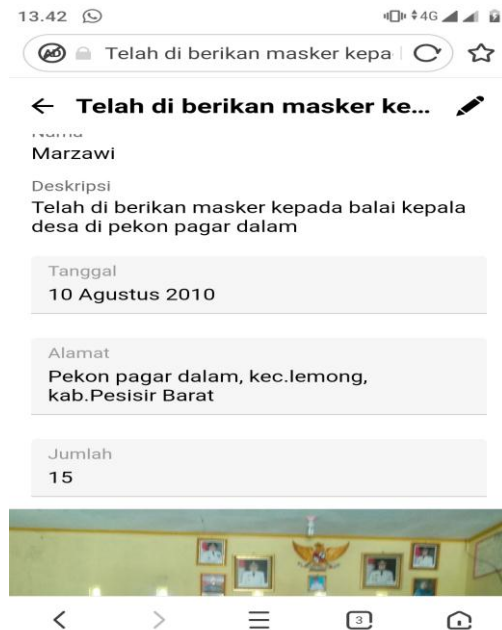 13.42
4G
AD
Telah di berikan masker kepa
Telah di berikan masker ke...
Nama
Marzawi
Deskripsi
Telah di berikan masker kepada balai kepala
desa di pekon pagar dalam
Tanggal
10 Agustus 2010
Alamat
Pekon pagar dalam, kec.lemong,
kab.Pesisir Barat
Jumlah
15
3